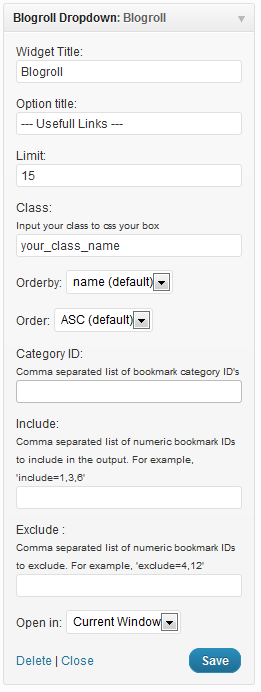 Blogroll Dropdown: Blogroll
Widget Title:
Blogroll
Option title:
--- Usefull Links ---
Limit:
15
Class:
Input your class to css your box
your_class_name
Orderby: name (default)
Order: ASC (default)
Category ID:
Comma separated list of bookmark category ID's
Include:
Comma separated list of numeric bookmark IDs
to include in the output. For example,
'include=1,3,6'
Exclude :
Comma separated list of numeric bookmark IDs
to exclude. For example, 'exclude=4,12'
Open in: Current Window
Delete | Close Save